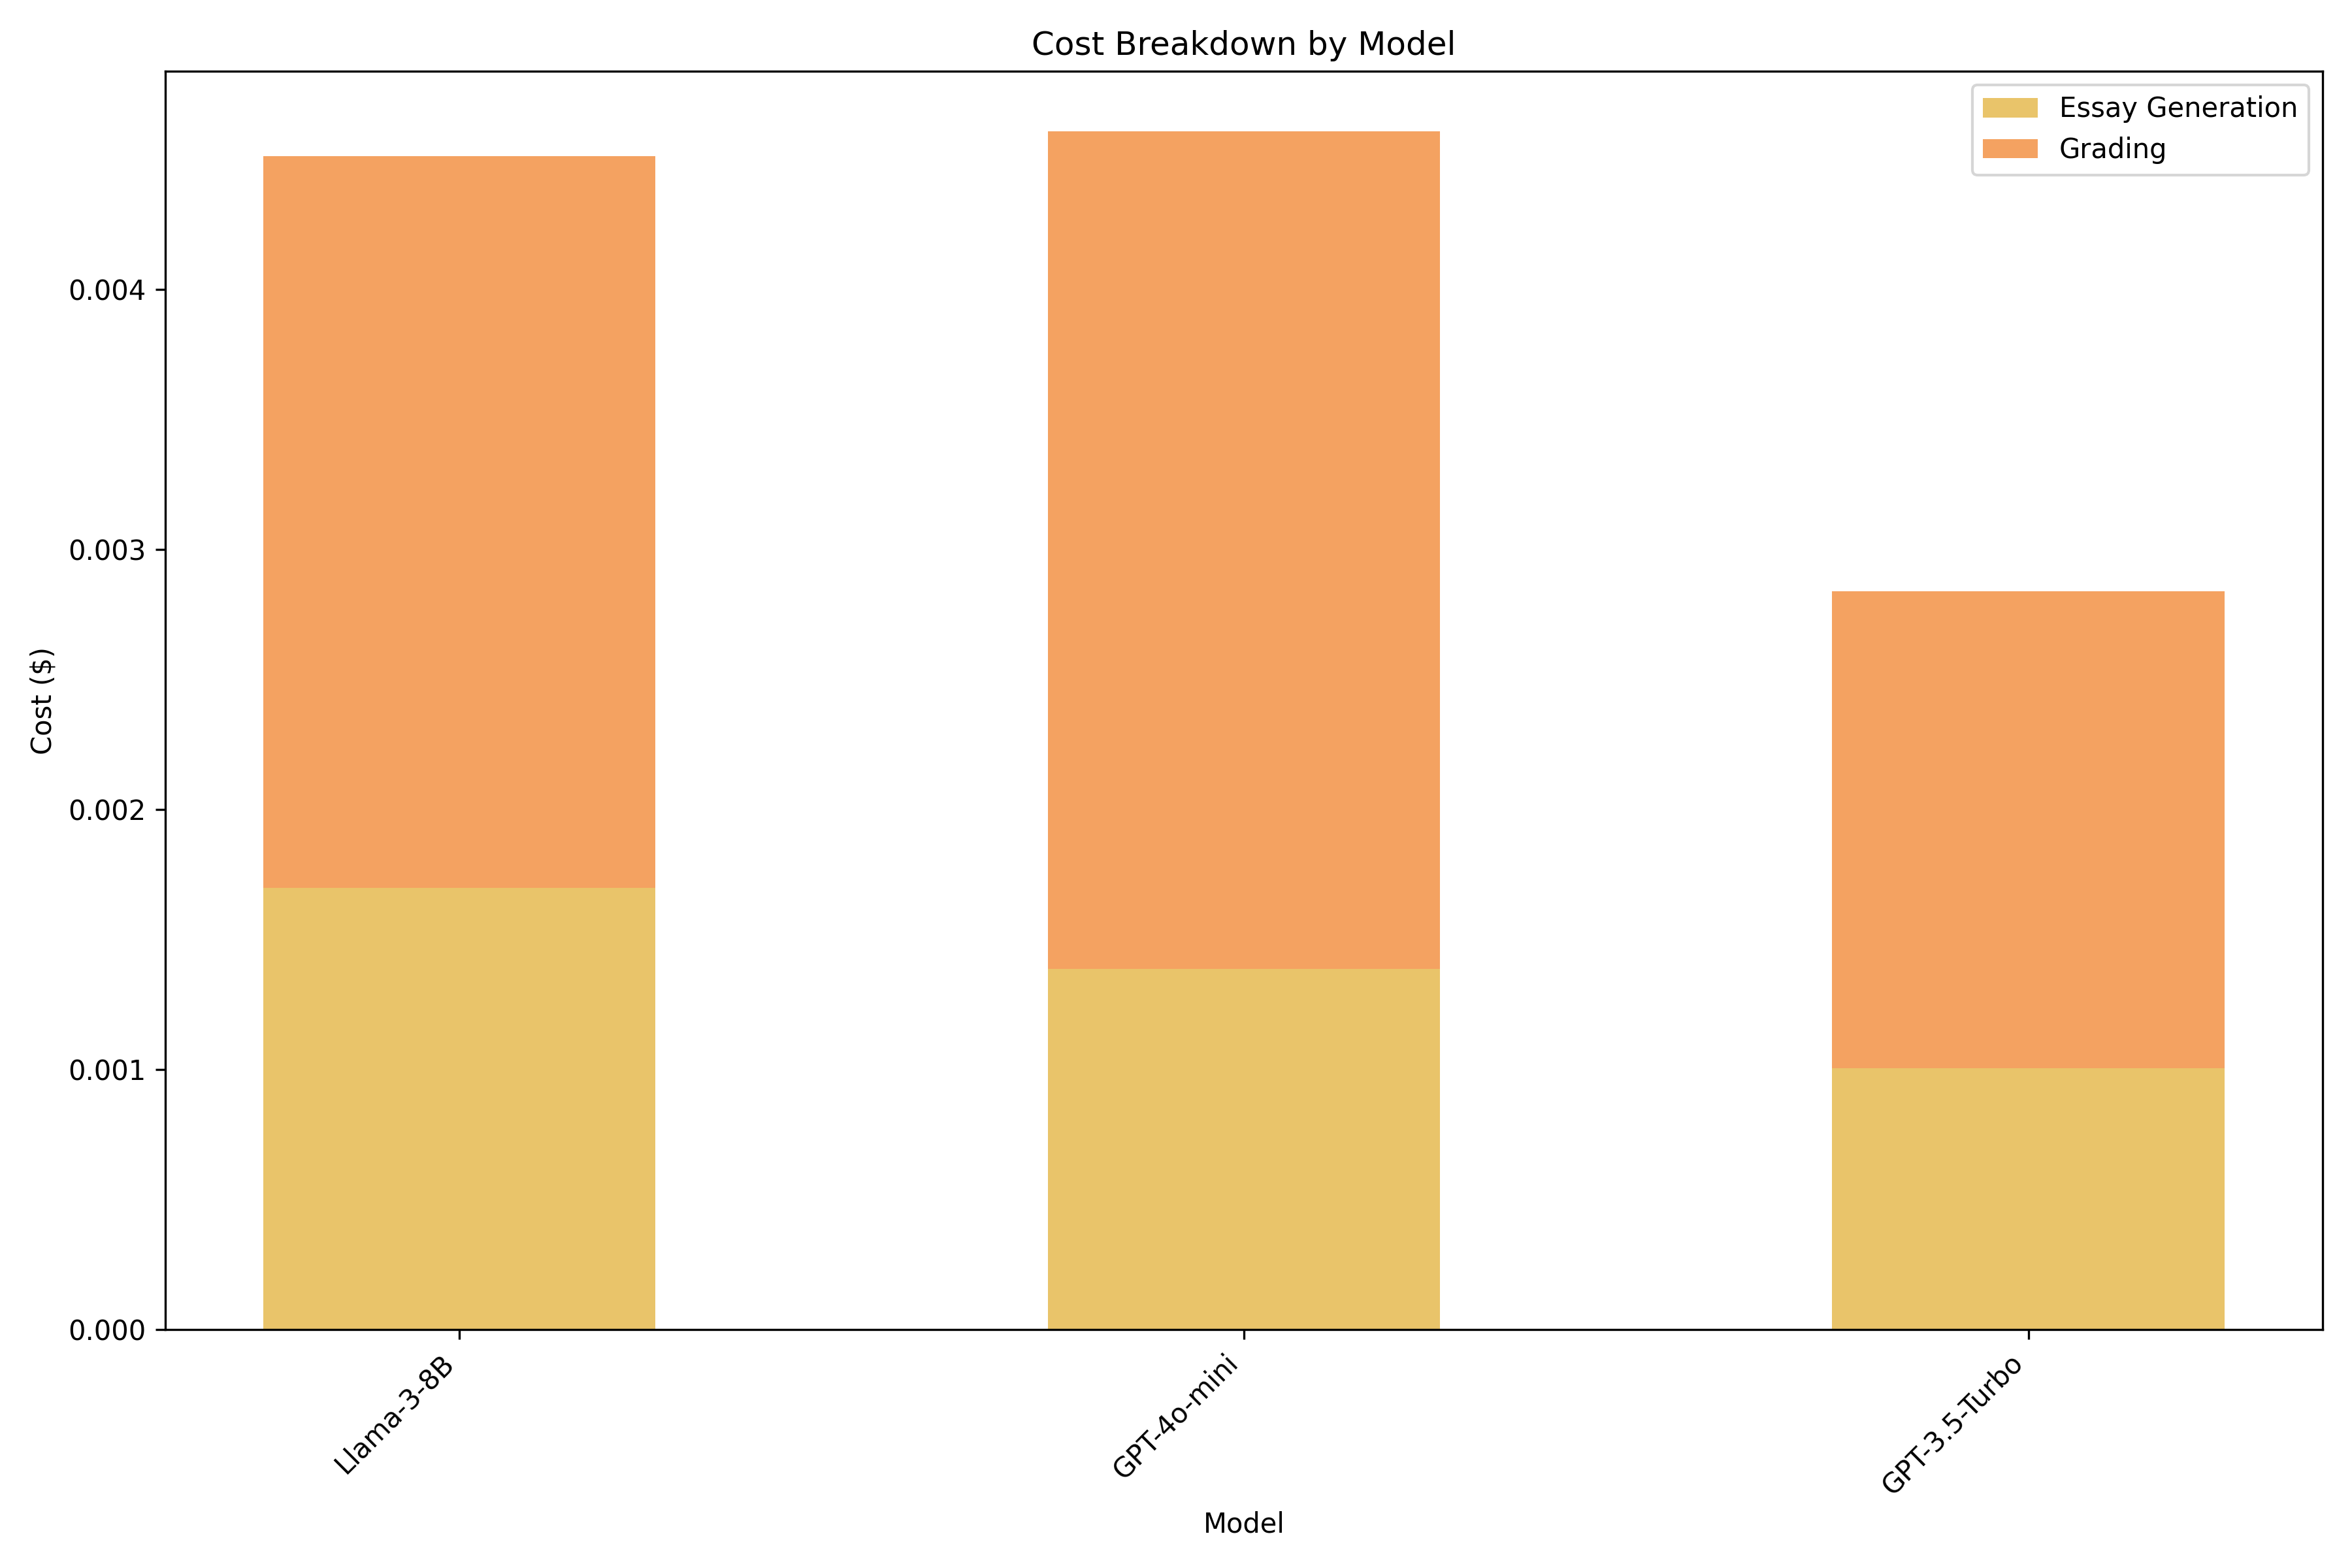 Cost Breakdown by Model
Essay Generation
Grading
0.004
0.003
0.002
0.001
0.000
Cost ($)
Llama-3-8B
GPT-4o-mini
GPT-3.5-Turbo
Model